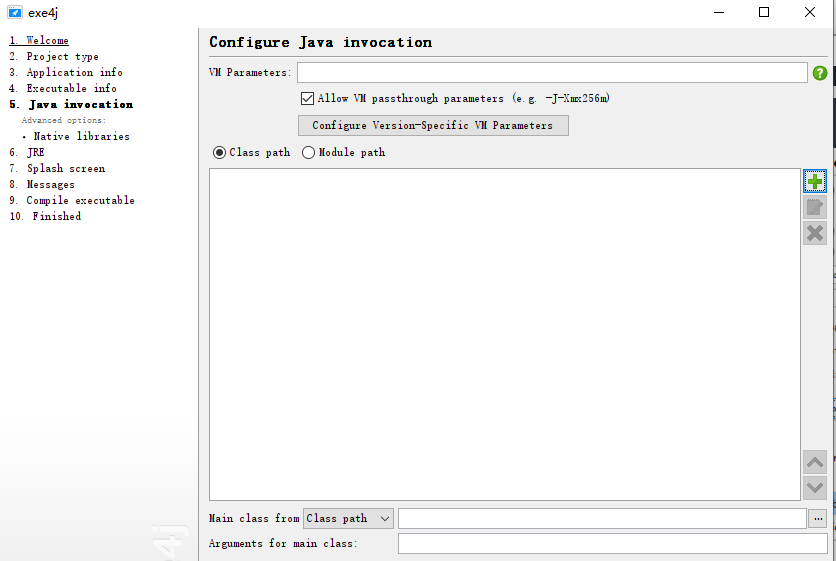 exe4j
1. Welcome
2. Project type
3. Application info
4. Executable info
5. Java invocation
Advanced options:
• Native libraries
6. JRE
7. Splash screen
8. Messages
9. Compile executable
10. Finished
Configure Java invocation
VM Parameters:
Allow VM passthrough parameters (e.g. -J-Xmx256m)
Configure Version-Specific VM Parameters
Class path Module path
Main class from Class path ...
Arguments for main class:
4j